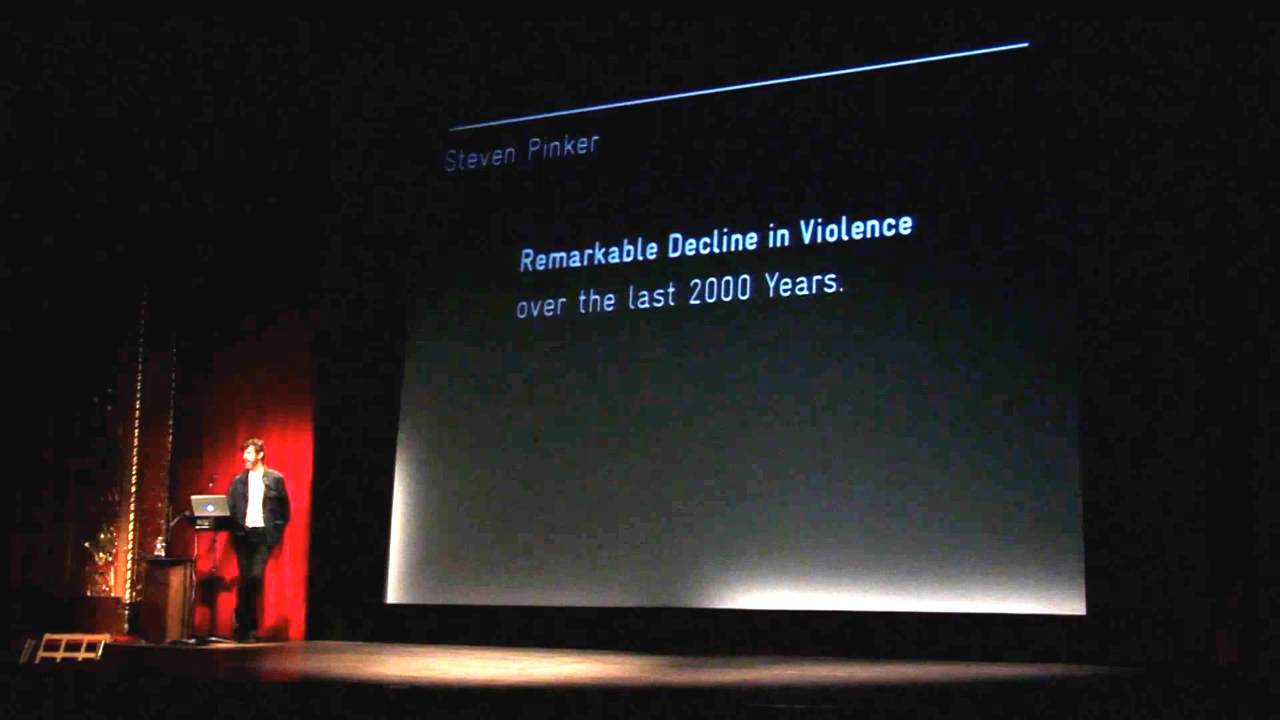 Steven Pinker
Remarkable Decline in Violence
over the last 2000 Years.